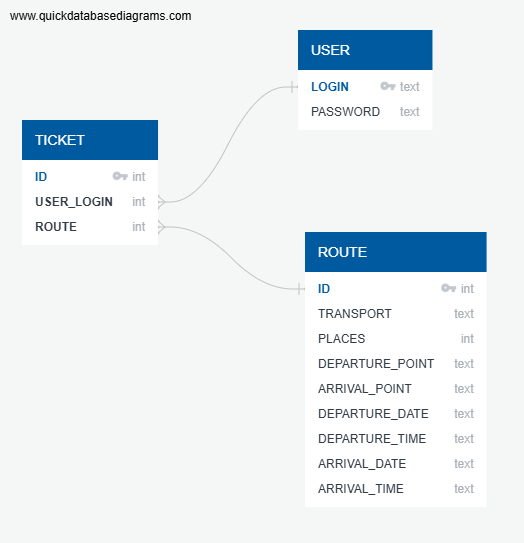 www.quickdatabasediagrams.com
USER
LOGIN text
PASSWORD text
TICKET
ID int
USER_LOGIN int
ROUTE int
ROUTE
ID int
TRANSPORT text
PLACES int
DEPARTURE_POINT text
ARRIVAL_POINT text
DEPARTURE_DATE text
DEPARTURE_TIME text
ARRIVAL_DATE text
ARRIVAL_TIME text